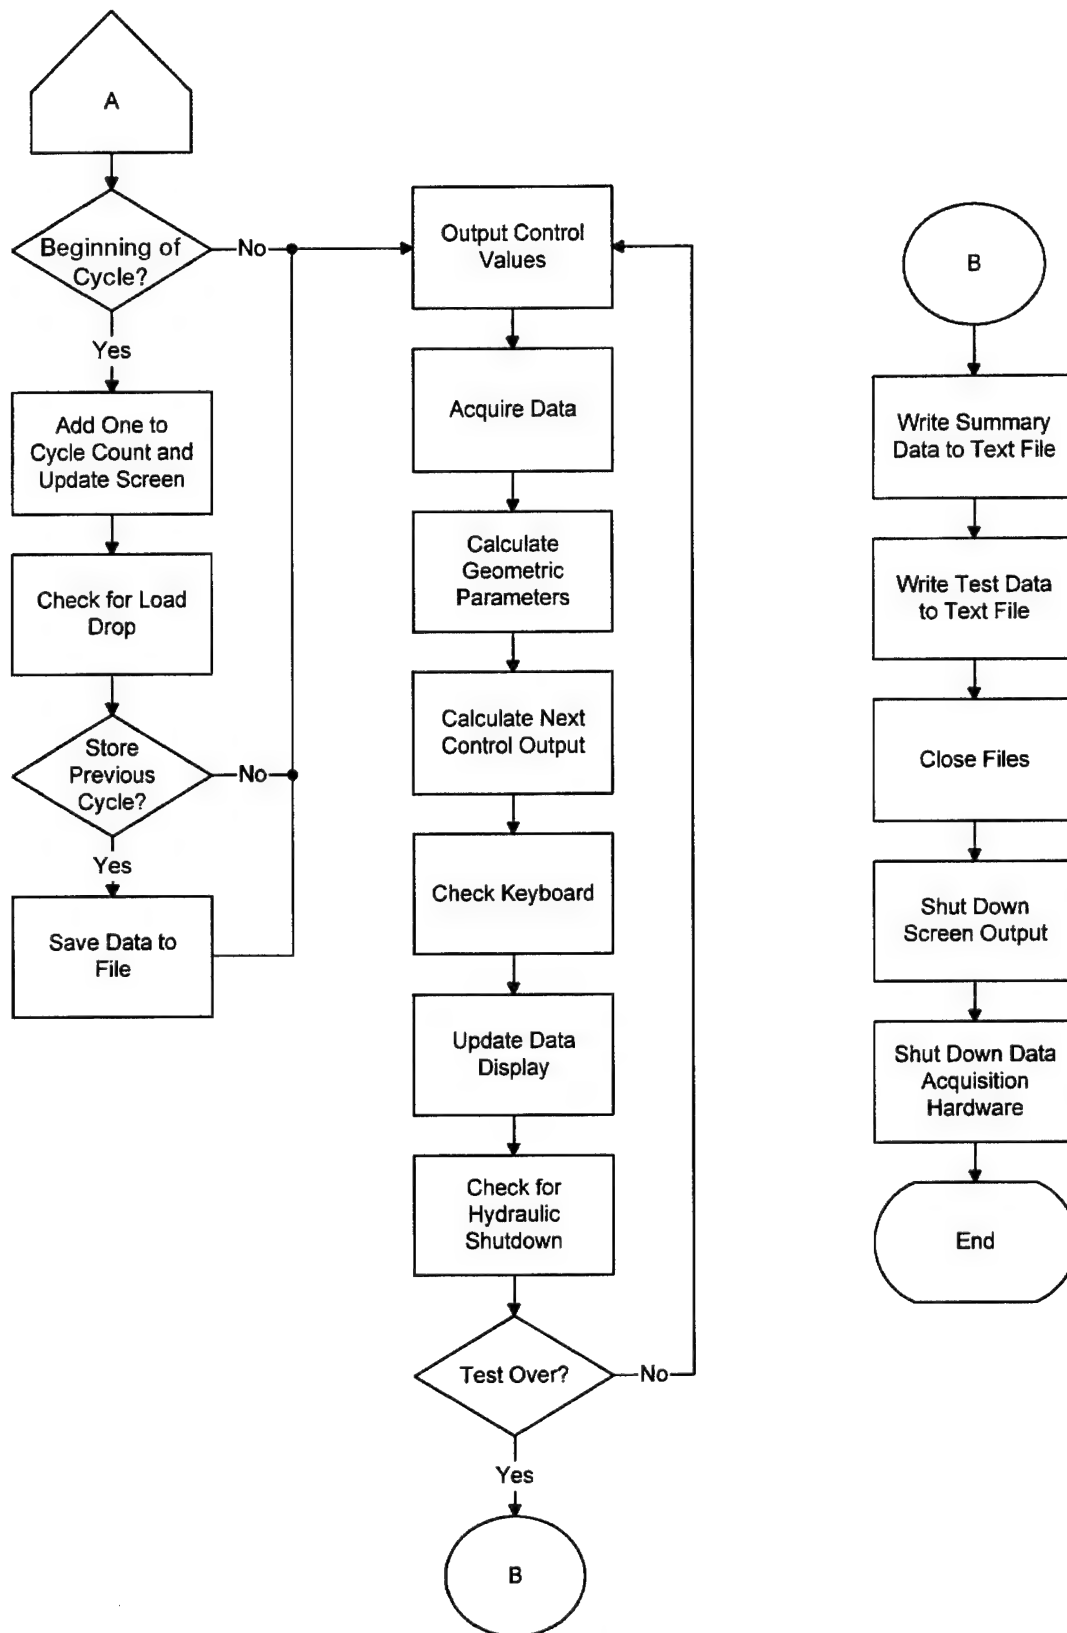 A
Beginning of
Cycle?
No
Yes
Add One to
Cycle Count and
Update Screen
Check for Load
Drop
Store
Previous
Cycle?
No
Yes
Save Data to
File
Output Control
Values
Acquire Data
Calculate
Geometric
Parameters
Calculate Next
Control Output
Check Keyboard
Update Data
Display
Check for
Hydraulic
Shutdown
Test Over?
No
Yes
B
B
Write Summary
Data to Text File
Write Test Data
to Text File
Close Files
Shut Down
Screen Output
Shut Down Data
Acquisition
Hardware
End